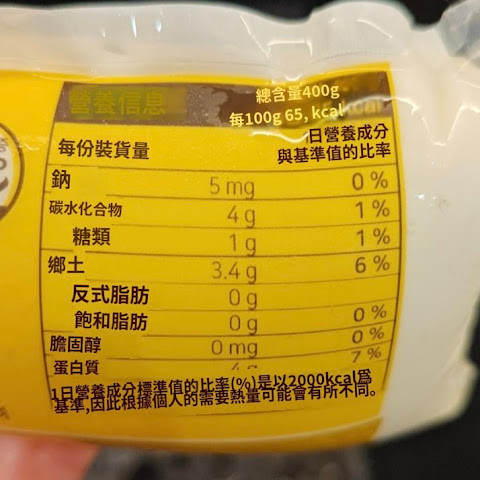 營養信息
總含量400g
每100g 65, kcal
每份裝貨量
1日營養成分
與基準值的比率
鈉 5 mg 0 %
碳水化合物 4 g 1 %
糖類 1 g 1 %
鄉土 3.4 g 6 %
反式脂肪 0 g
飽和脂肪 0 g 0 %
膽固醇 0 mg 0 %
蛋白質 4 g 7 %
1日營養成分標準值的比率(%)是以2000kcal爲
基準,因此根據個人的需要熱量可能會有所不同。